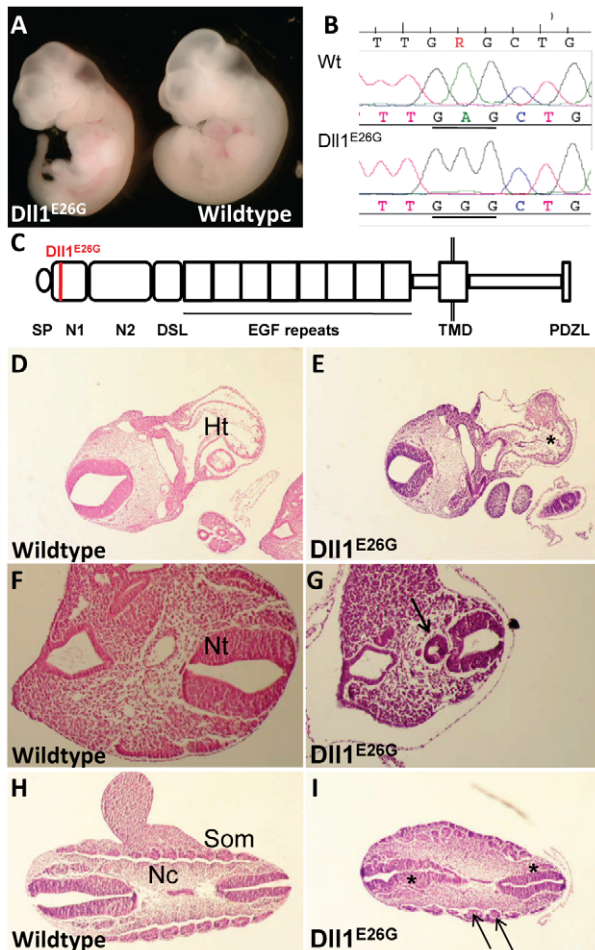 A
Dll1E26G
Wildtype
B
)
T T G R G C T G
Wt
T T G A G C T G
Dll1E26G
T T G G G C T G
C
Dll1E26G
SP N1 N2 DSL EGF repeats TMD PDZL
D
Ht
Wildtype
E
*
Dll1E26G
F
Nt
Wildtype
G
Dll1E26G
H
Som
Nc
Wildtype
I
*
*
Dll1E26G